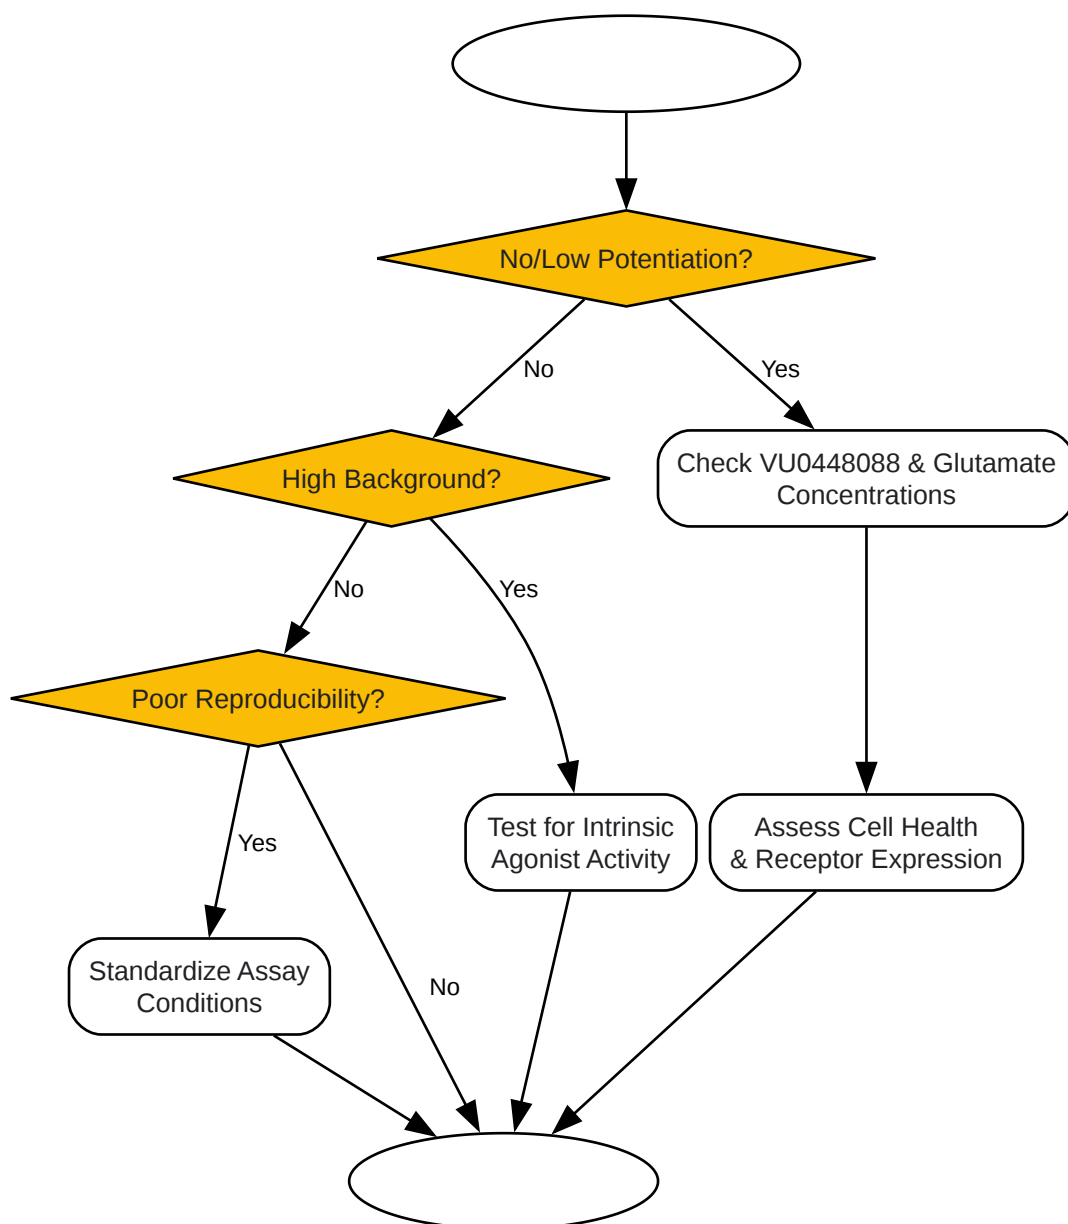 No/Low Potentiation?
No
Yes
High Background?
Check VU0448088 & Glutamate
Concentrations
No
Yes
Poor Reproducibility?
Yes
Test for Intrinsic
Agonist Activity
Assess Cell Health
& Receptor Expression
Standardize Assay
Conditions
No